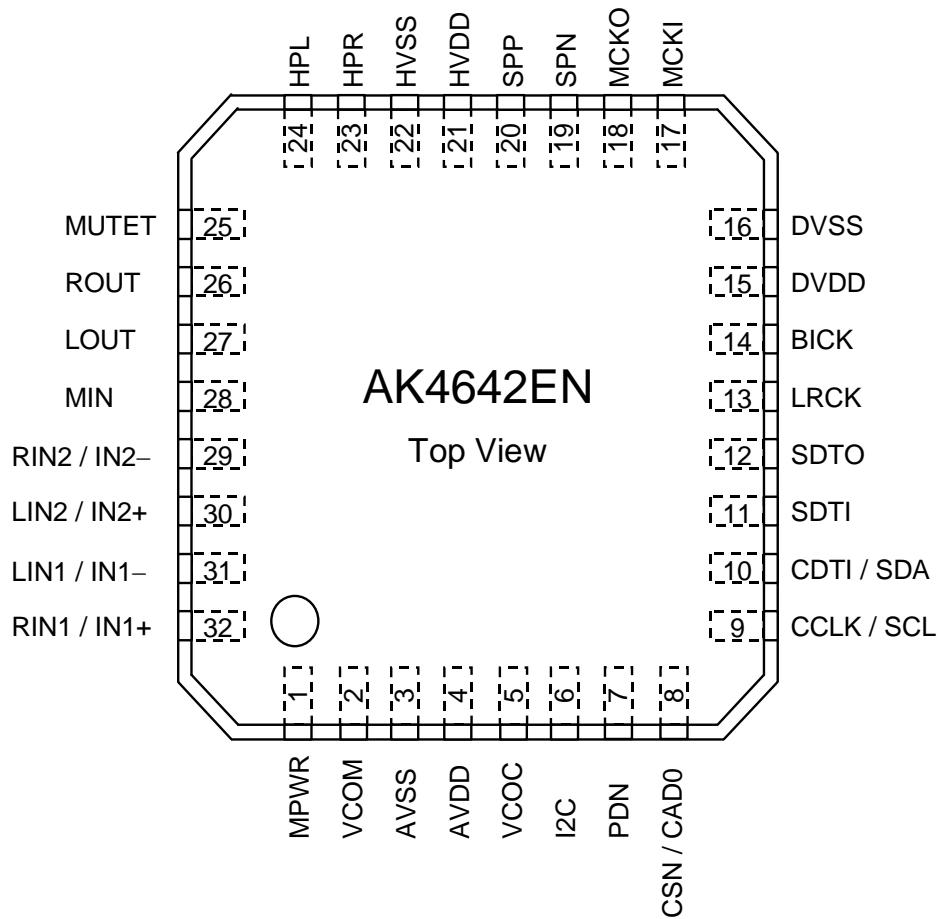 HPL
HPR
HVSS
HVDD
SPP
SPN
MCKO
MCKI
24
23
22
21
20
19
18
17
MUTET 25
ROUT 26
LOUT 27
MIN 28
RIN2 / IN2− 29
LIN2 / IN2+ 30
LIN1 / IN1− 31
RIN1 / IN1+ 32
AK4642EN
Top View
16 DVSS
15 DVDD
14 BICK
13 LRCK
12 SDTO
11 SDTI
10 CDTI / SDA
9 CCLK / SCL
1
2
3
4
5
6
7
8
MPWR
VCOM
AVSS
AVDD
VCOC
I2C
PDN
CSN / CAD0